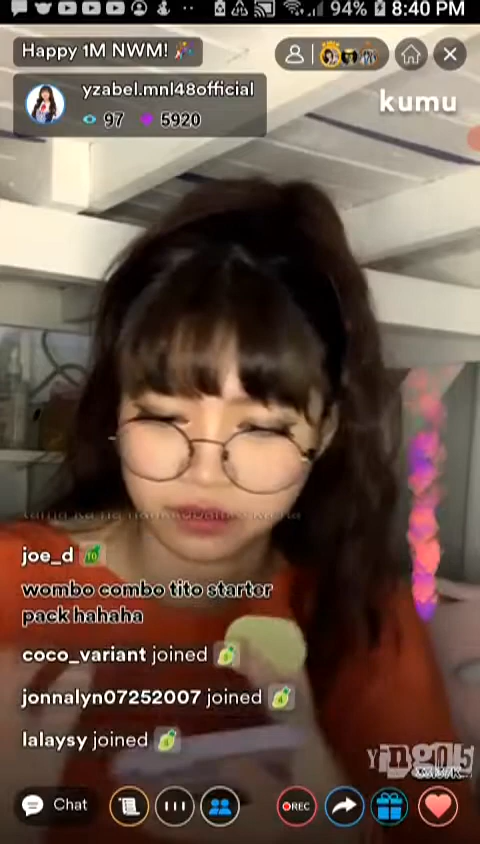 94% 8:40 PM
Happy 1M NWM!
yzabel.mnl48official
97 5920
kumu
joe_d
wombo combo tito starter
pack hahaha
coco_variant joined
jonnalyn07252007 joined
lalaysy joined
Chat
REC